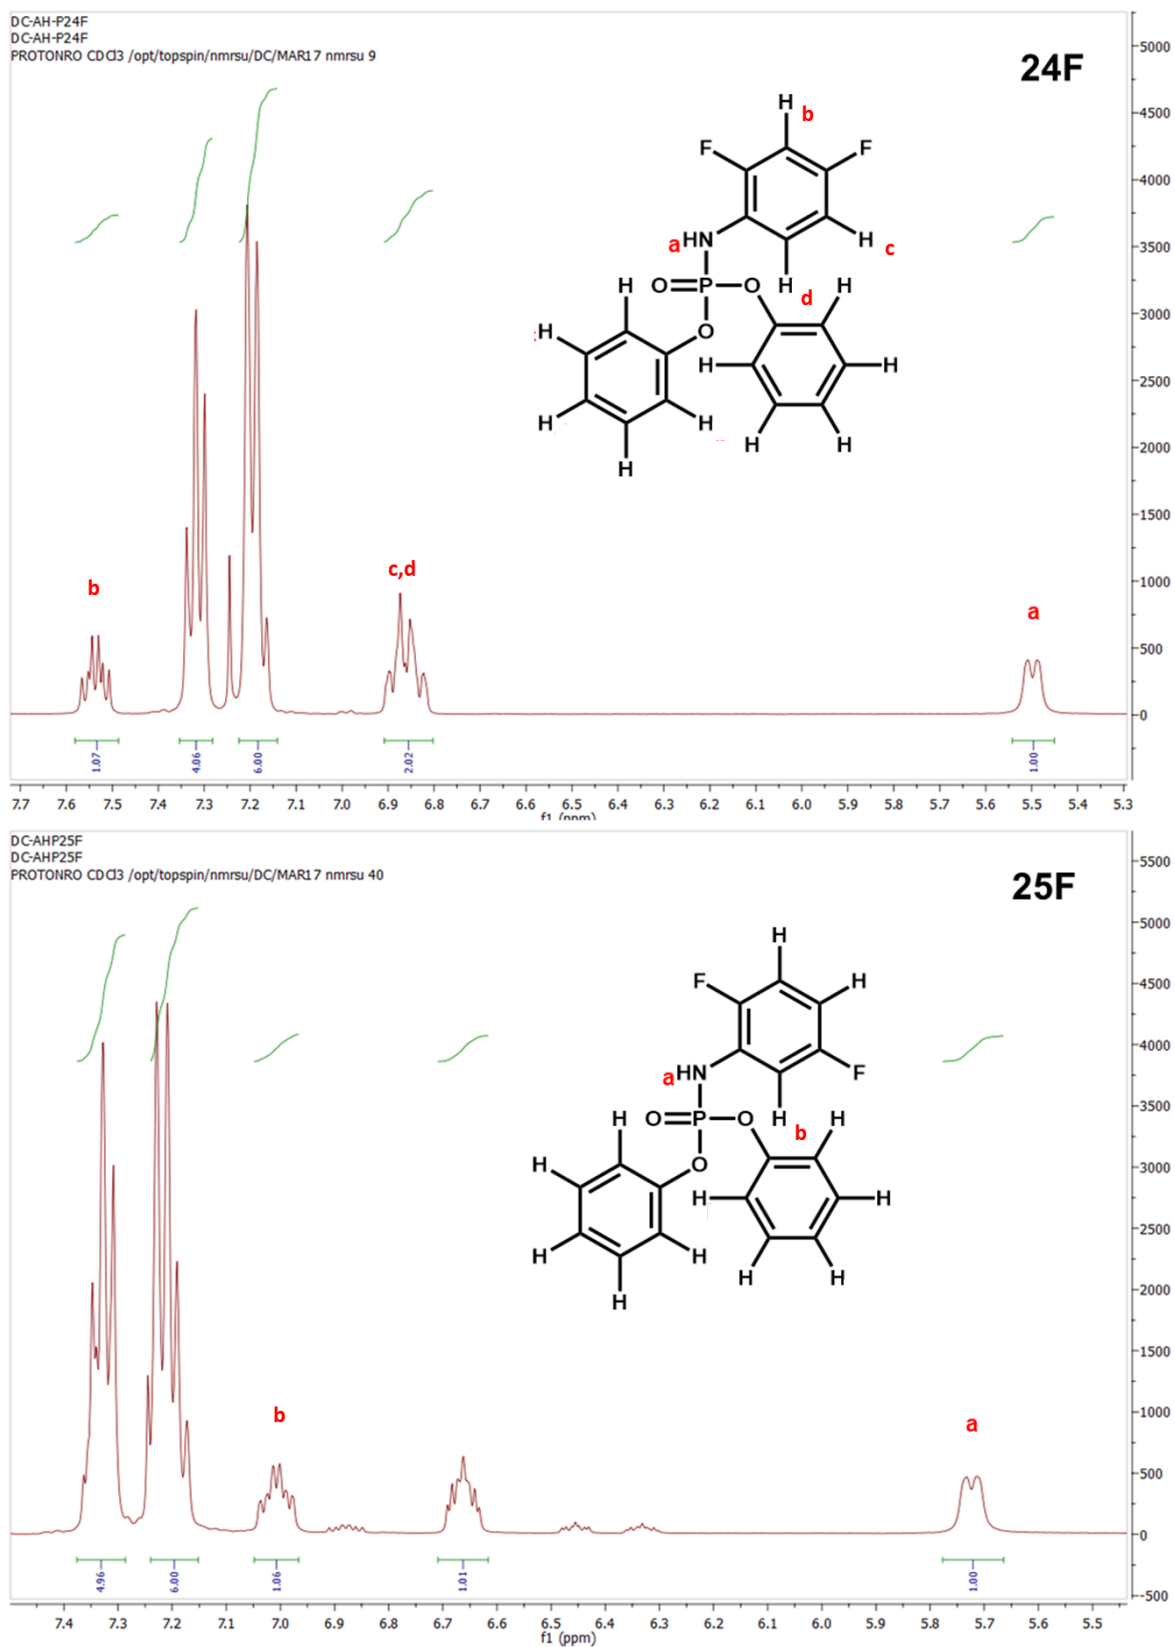 DC-AH-P24F
DC-AH-P24F
PROTONRO CDCl3 /opt/topspin/nmrsu/DC/MAR17 nmrsu 9
24F
5000
4500
4000
3500
3000
2500
2000
1500
1000
500
0
H
b
F
F
a
HN
H
c
H
O
P
O
H
d
H
H
O
H
H
H
H
H
H
H
b
c,d
a
1.07
4.06
6.00
2.02
1.00
7.7 7.6 7.5 7.4 7.3 7.2 7.1 7.0 6.9 6.8 6.7 6.6 6.5 6.4 6.3 6.2 6.1 6.0 5.9 5.8 5.7 5.6 5.5 5.4 5.3
f1 (ppm)
DC-AHP25F
DC-AHP25F
PROTONRO CDCl3 /opt/topspin/nmrsu/DC/MAR17 nmrsu 40
25F
5500
5000
4500
4000
3500
3000
2500
2000
1500
1000
500
0
-500
H
F
H
a
HN
F
H
O
P
O
H
b
H
H
O
H
H
H
H
H
H
H
b
a
4.96
6.00
1.06
1.01
1.00
7.4 7.3 7.2 7.1 7.0 6.9 6.8 6.7 6.6 6.5 6.4 6.3 6.2 6.1 6.0 5.9 5.8 5.7 5.6 5.5
f1 (ppm)